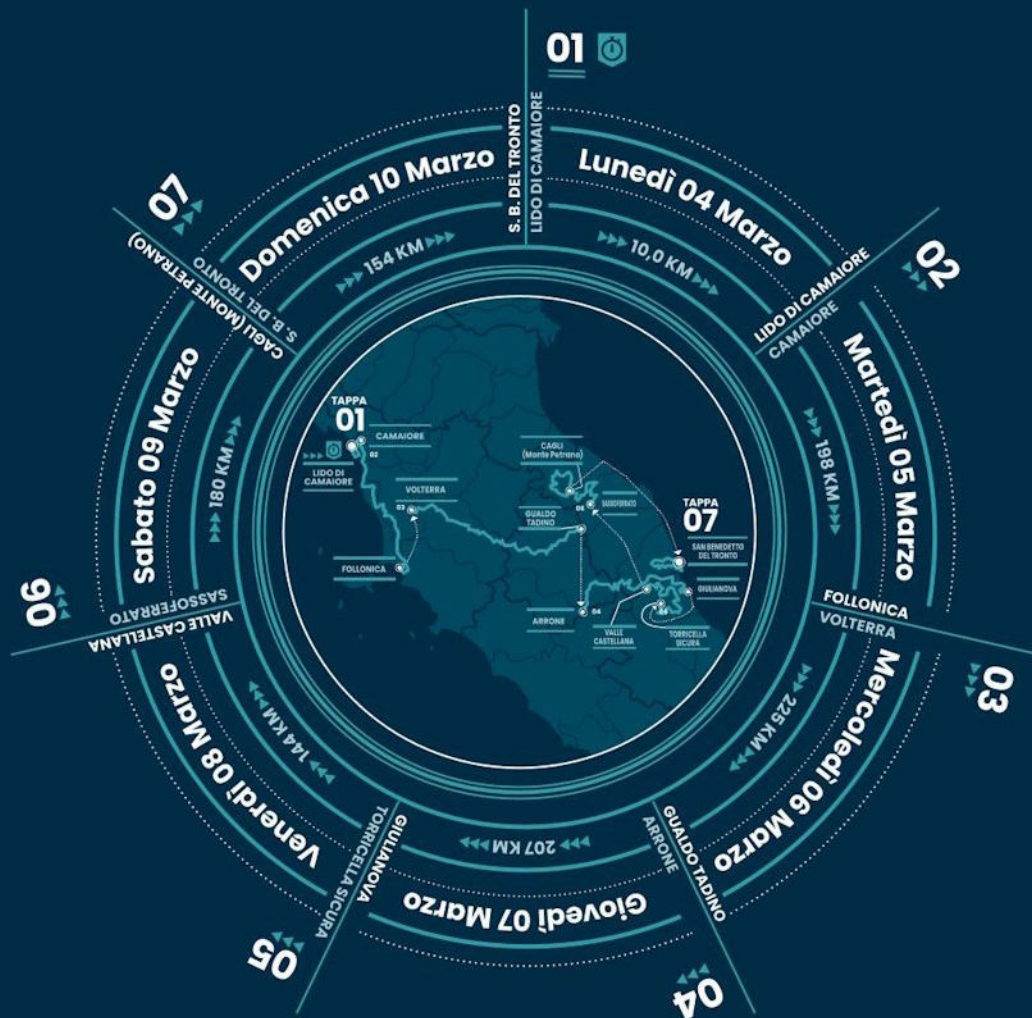 01
S. B. DEL TRONTO
LIDO DI CAMAIORE
Lunedì 04 Marzo
10,0 KM
02
LIDO DI CAMAIORE
CAMAIORE
Martedì 05 Marzo
198 KM
03
FOLLONICA
VOLTERRA
Mercoledì 06 Marzo
225 KM
04
GUALDO TADINO
ARRONE
Giovedì 07 Marzo
207 KM
05
GIULIANOVA
TORRICELLA SICURA
Venerdì 08 Marzo
144 KM
06
VALLE CASTELLANA
SASSOFERRATO
Sabato 09 Marzo
180 KM
07
CAGLI (MONTE PETRANO)
S. B. DEL TRONTO
Domenica 10 Marzo
154 KM
TAPPA
01
CAMAIORE
02
LIDO DI
CAMAIORE
VOLTERRA
03
FOLLONICA
CAGLI
(Monte Petrano)
06
SASSOFERRATO
GUALDO
TADINO
TAPPA
07
SAN BENEDETTO
DEL TRONTO
GIULIANOVA
ARRONE
04
VALLE
CASTELLANA
05
TORRICELLA
SICURA